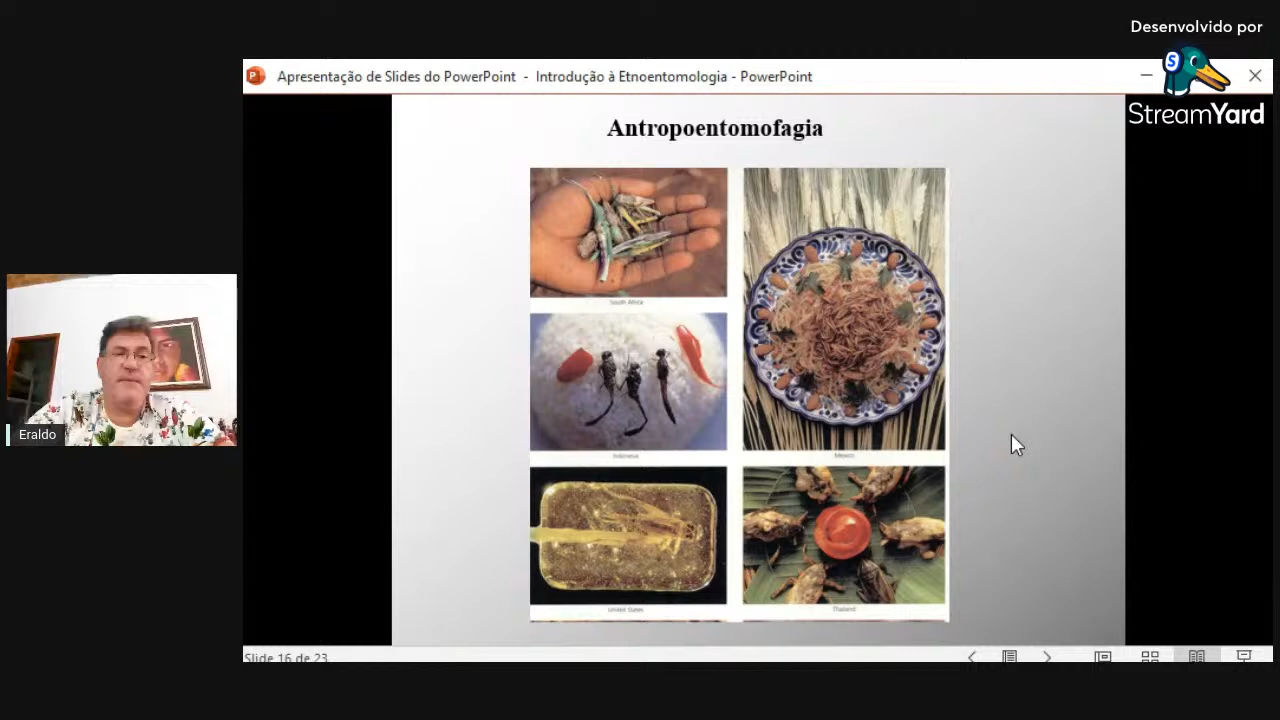 Desenvolvido por
StreamYard
Apresentação de Slides do PowerPoint - Introdução à Etnoentomologia - PowerPoint
Antropoentomofagia
South Africa
Indonesia
Mexico
United States
Thailand
Eraldo
Slide 16 de 23